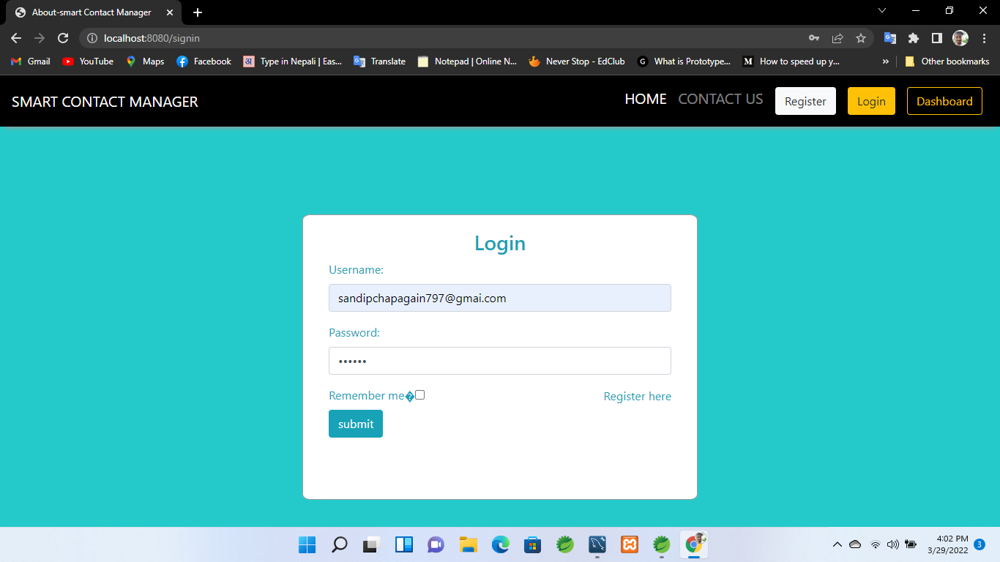 About-smart Contact Manager
localhost:8080/signin
Gmail YouTube Maps Facebook अ Type in Nepali | Eas... Translate Notepad | Online N... Never Stop - EdClub G What is Prototype... M How to speed up y... » Other bookmarks
SMART CONTACT MANAGER HOME CONTACT US Register Login Dashboard
Login
Username:
sandipchapagain797@gmai.com
Password:
••••••
Remember me� Register here
submit
4:02 PM
3/29/2022 3